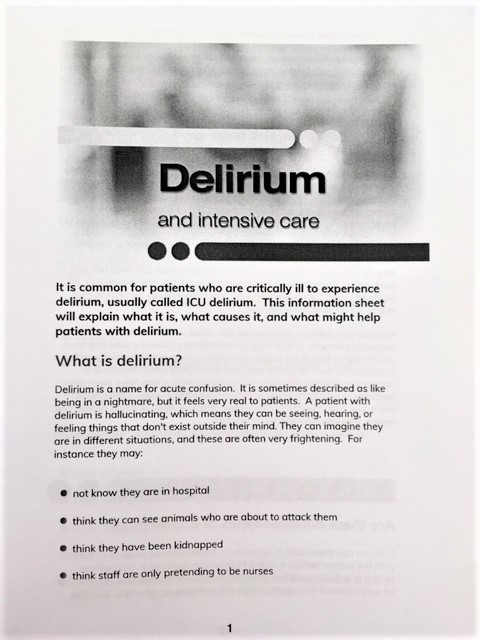 Delirium
and intensive care
It is common for patients who are critically ill to experience
delirium, usually called ICU delirium. This information sheet
will explain what it is, what causes it, and what might help
patients with delirium.
What is delirium?
Delirium is a name for acute confusion. It is sometimes described as like
being in a nightmare, but it feels very real to patients. A patient with
delirium is hallucinating, which means they can be seeing, hearing, or
feeling things that don't exist outside their mind. They can imagine they
are in different situations, and these are often very frightening. For
instance they may:
● not know they are in hospital
● think they can see animals who are about to attack them
● think they have been kidnapped
● think staff are only pretending to be nurses
1